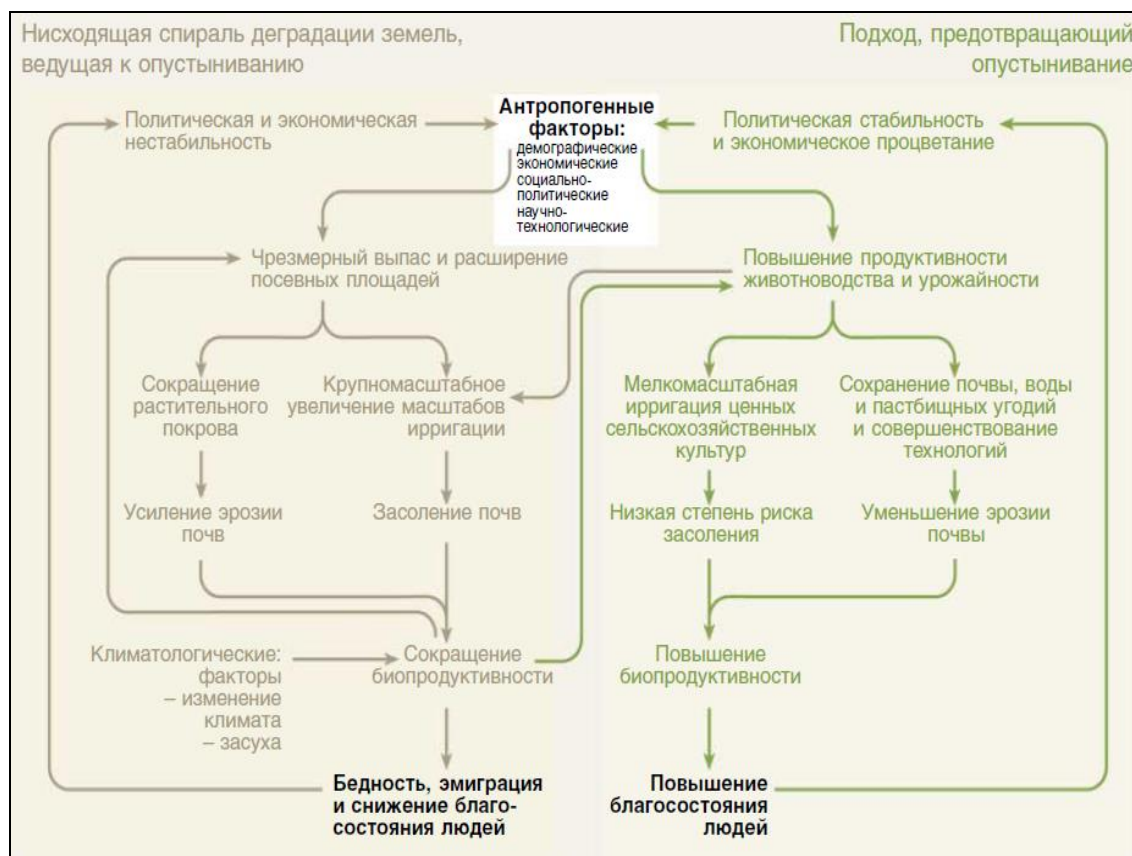 Нисходящая спираль деградации земель,
ведущая к опустыниванию
Подход, предотвращающий
опустынивание
Политическая и экономическая
нестабильность
Антропогенные
факторы:
демографические
экономические
социально-
политические
научно-
технологические
Политическая стабильность
и экономическое процветание
Чрезмерный выпас и расширение
посевных площадей
Повышение продуктивности
животноводства и урожайности
Сокращение
растительного
покрова
Крупномасштабное
увеличение масштабов
ирригации
Мелкомасштабная
ирригация ценных
сельскохозяйственных
культур
Сохранение почвы, воды
и пастбищных угодий
и совершенствование
технологий
Усиление эрозии
почв
Засоление почв
Низкая степень риска
засоления
Уменьшение эрозии
почвы
Климатологические:
факторы
– изменение
климата
– засуха
Сокращение
биопродуктивности
Повышение
биопродуктивности
Бедность, эмиграция
и снижение благо-
состояния людей
Повышение
благосостояния
людей